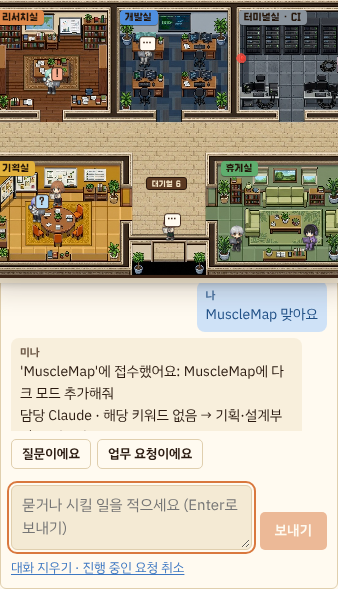 리서치실
개발실
터미널실 · CI
기획실
대기열 6
휴게실
나
MuscleMap 맞아요
미나
'MuscleMap'에 접수했어요: MuscleMap에 다
크 모드 추가해줘
담당 Claude · 해당 키워드 없음 → 기획·설계부
질문이에요
업무 요청이에요
묻거나 시킬 일을 적으세요 (Enter로
보내기)
보내기
대화 지우기 · 진행 중인 요청 취소